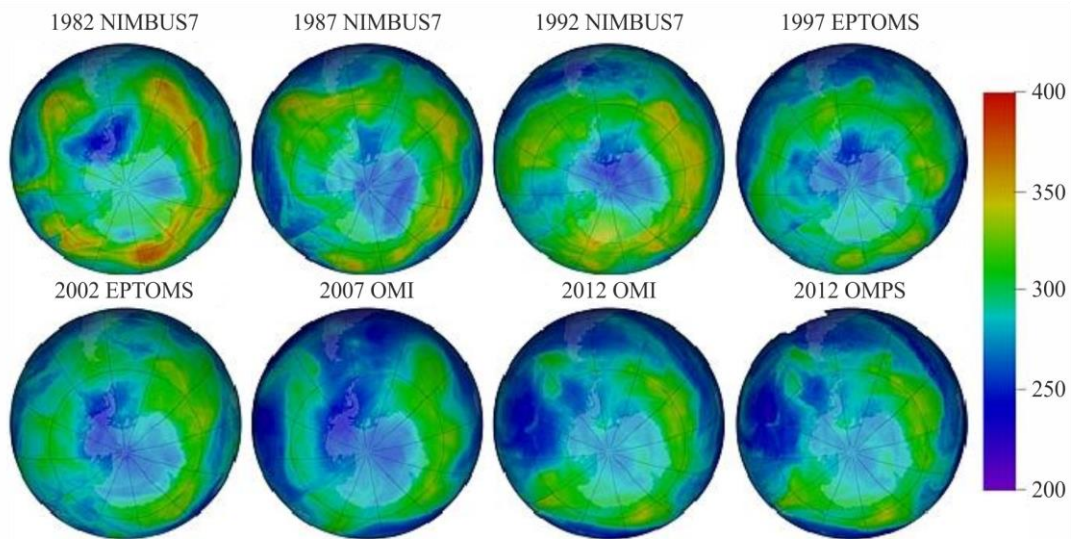 1982 NIMBUS7
1987 NIMBUS7
1992 NIMBUS7
1997 EPTOMS
400
350
300
250
200
2002 EPTOMS
2007 OMI
2012 OMI
2012 OMPS